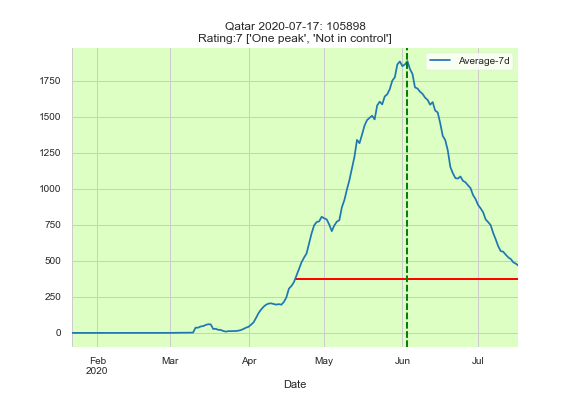 Qatar 2020-07-17: 105898
Rating:7 ['One peak', 'Not in control']
Average-7d
1750
1500
1250
1000
750
500
250
0
Feb
2020
Mar
Apr
May
Jun
Jul
Date